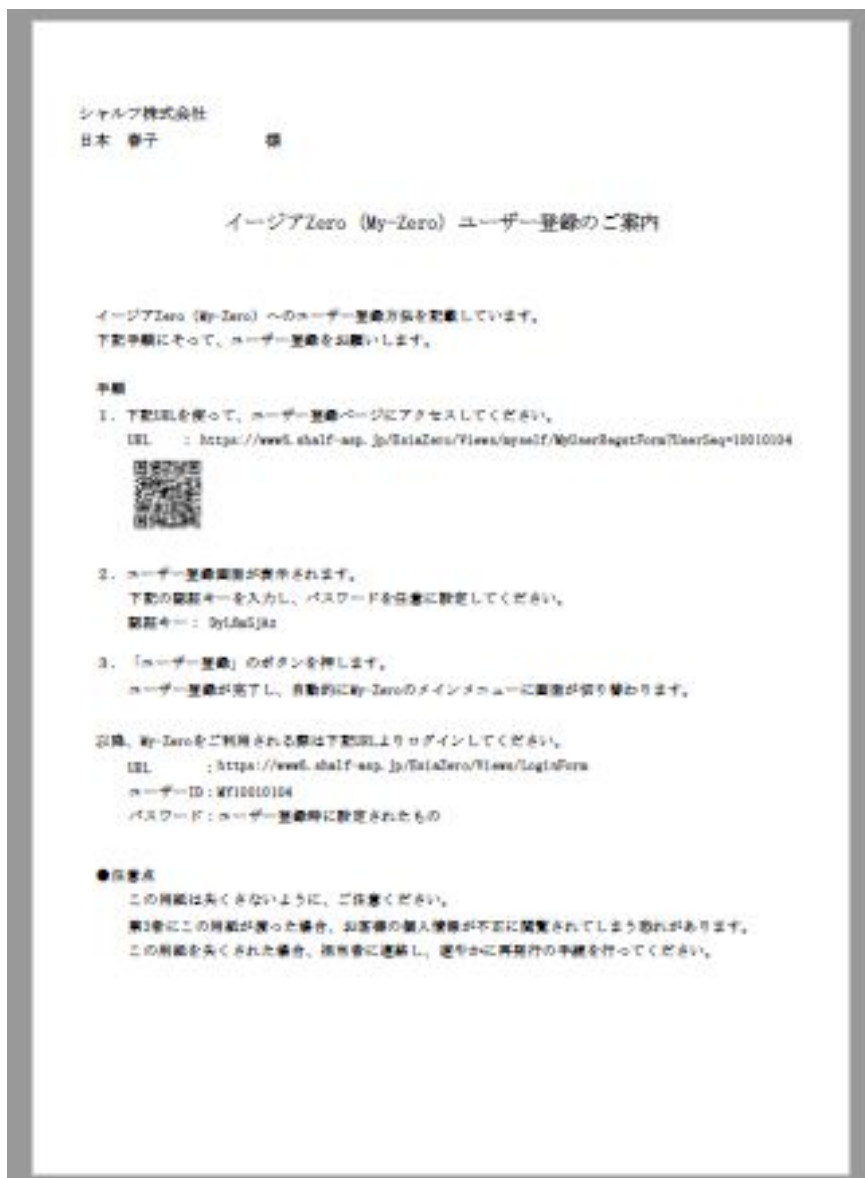 シャルフ株式会社
日本 春子 様
イージアZero (My-Zero) ユーザー登録のご案内
イージアZero (My-Zero) へのユーザー登録方法を記載しています。
下記手順にそって、ユーザー登録をお願いします。
手順
1. 下記URLを使って、ユーザー登録ページにアクセスしてください。
URL : https://www6.shalf-asp.jp/EsiaZero/Views/myself/MyUserRegstForm?UserSeq=10010104
2. ユーザー登録画面が表示されます。
下記の認証キーを入力し、パスワードを任意に設定してください。
認証キー :
3. 「ユーザー登録」のボタンを押します。
ユーザー登録が完了し、自動的にMy-Zeroのメインメニューに画面が切り替わります。
以降、My-Zeroをご利用される際は下記URLよりログインしてください。
URL : https://www6.shalf-asp.jp/EsiaZero/Views/LoginForm
ユーザーID : MY10010104
パスワード : ユーザー登録時に設定されたもの
●注意点
この用紙は失くさないように、ご注意ください。
第3者にこの用紙が渡った場合、お客様の個人情報が不正に閲覧されてしまう恐れがあります。
この用紙を失くされた場合、担当者に連絡し、速やかに再発行の手続を行ってください。